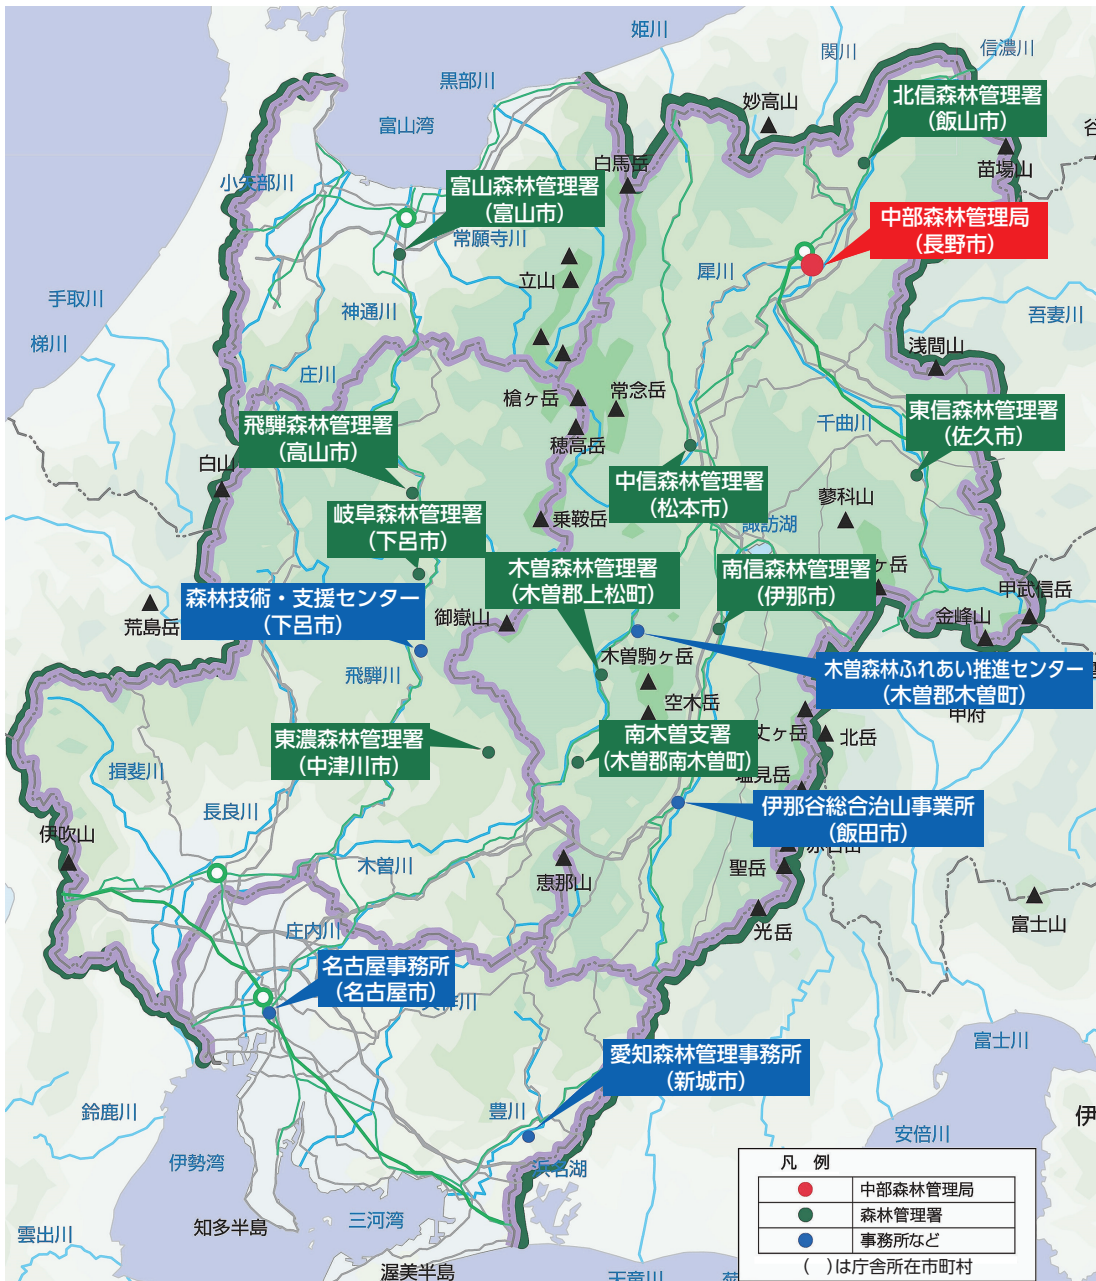 姫川
関川
信濃川
黒部川
妙高山
北信森林管理署
(飯山市)
富山湾
苗場山
白馬岳
小矢部川
富山森林管理署
(富山市)
中部森林管理局
(長野市)
常願寺川
犀川
立山
手取川
神通川
吾妻川
梯川
浅間山
庄川
槍ヶ岳
常念岳
東信森林管理署
(佐久市)
飛騨森林管理署
(高山市)
千曲川
穂高岳
白山
中信森林管理署
(松本市)
蓼科山
岐阜森林管理署
(下呂市)
乗鞍岳
諏訪湖
木曽森林管理署
(木曽郡上松町)
南信森林管理署
(伊那市)
ヶ岳
甲武信岳
森林技術・支援センター
(下呂市)
御嶽山
金峰山
荒島岳
木曽駒ヶ岳
木曽森林ふれあい推進センター
(木曽郡木曽町)
飛騨川
空木岳
甲府
東濃森林管理署
(中津川市)
南木曽支署
(木曽郡南木曽町)
丈ヶ岳
北岳
揖斐川
塩見岳
長良川
伊那谷総合治山事業所
(飯田市)
伊吹山
木曽川
恵那山
聖岳
富士山
庄内川
光岳
名古屋事務所
(名古屋市)
富士川
愛知森林管理事務所
(新城市)
鈴鹿川
豊川
安倍川
伊
伊勢湾
浜名湖
凡 例
中部森林管理局
森林管理署
事務所など
( )は庁舎所在市町村
知多半島
三河湾
雲出川
渥美半島
天竜川